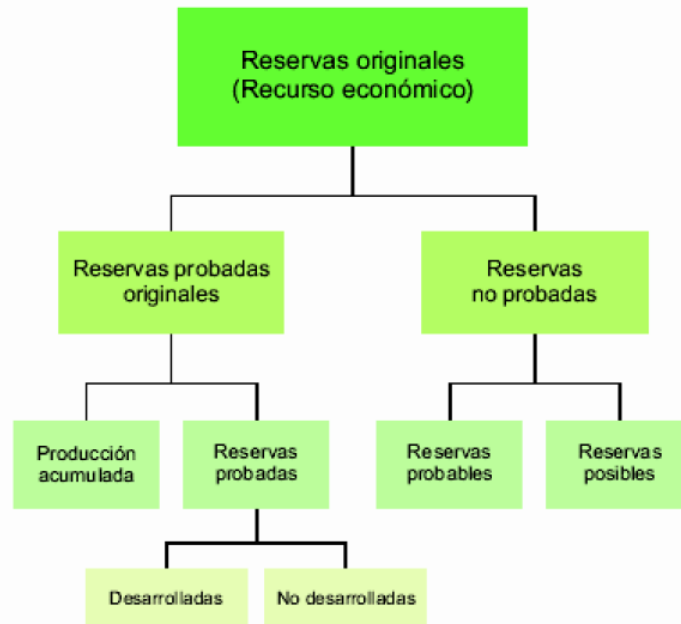 Reservas originales
(Recurso económico)
Reservas probadas
originales
Reservas
no probadas
Producción
acumulada
Reservas
probadas
Reservas
probables
Reservas
posibles
Desarrolladas
No desarrolladas